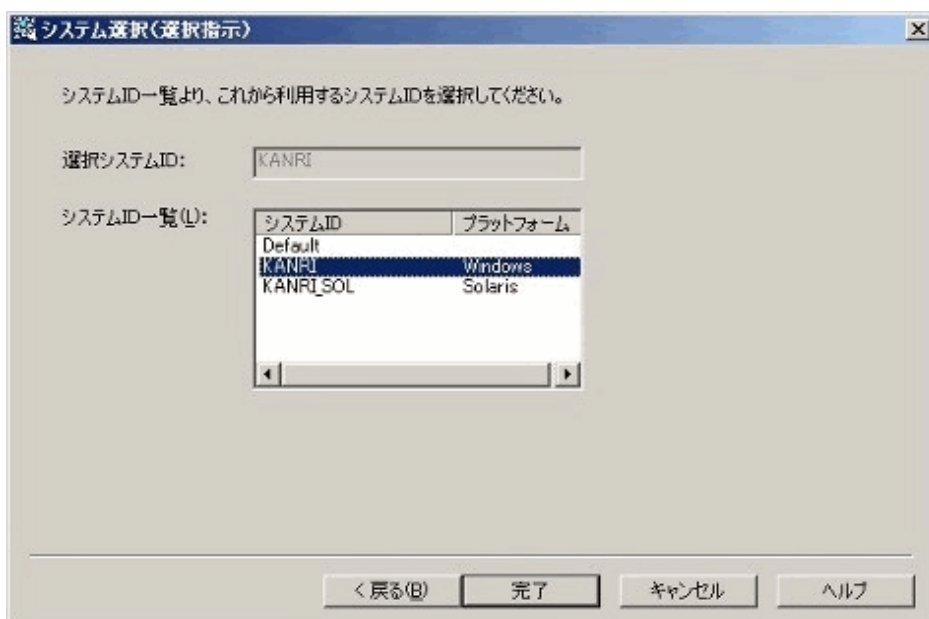 システム選択(選択指示)
システムID一覧より、これから利用するシステムIDを選択してください。
選択システムID: KANRI
システムID一覧(L):
システムID プラットフォーム
Default
KANRI Windows
KANRI_SOL Solaris
< 戻る(B) 完了 キャンセル ヘルプ